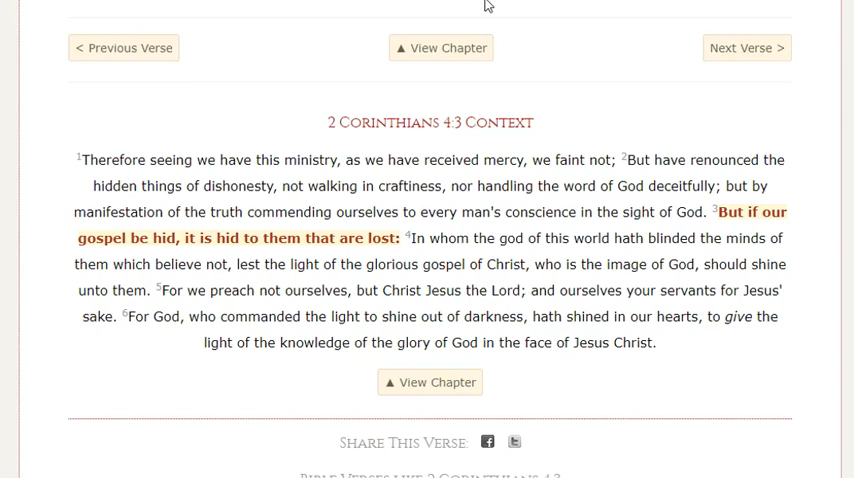 < Previous Verse ▲ View Chapter Next Verse >
2 Corinthians 4:3 Context
1Therefore seeing we have this ministry, as we have received mercy, we faint not; 2But have renounced the
hidden things of dishonesty, not walking in craftiness, nor handling the word of God deceitfully; but by
manifestation of the truth commending ourselves to every man's conscience in the sight of God. 3But if our
gospel be hid, it is hid to them that are lost: 4In whom the god of this world hath blinded the minds of
them which believe not, lest the light of the glorious gospel of Christ, who is the image of God, should shine
unto them. 5For we preach not ourselves, but Christ Jesus the Lord; and ourselves your servants for Jesus'
sake. 6For God, who commanded the light to shine out of darkness, hath shined in our hearts, to give the
light of the knowledge of the glory of God in the face of Jesus Christ.
▲ View Chapter
Share This Verse:
Bible Verses like 2 Corinthians 4:3